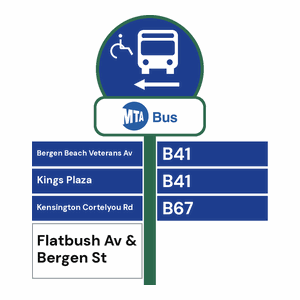 MTA Bus
Bergen Beach Veterans Av B41
Kings Plaza B41
Kensington Cortelyou Rd B67
Flatbush Av &
Bergen St